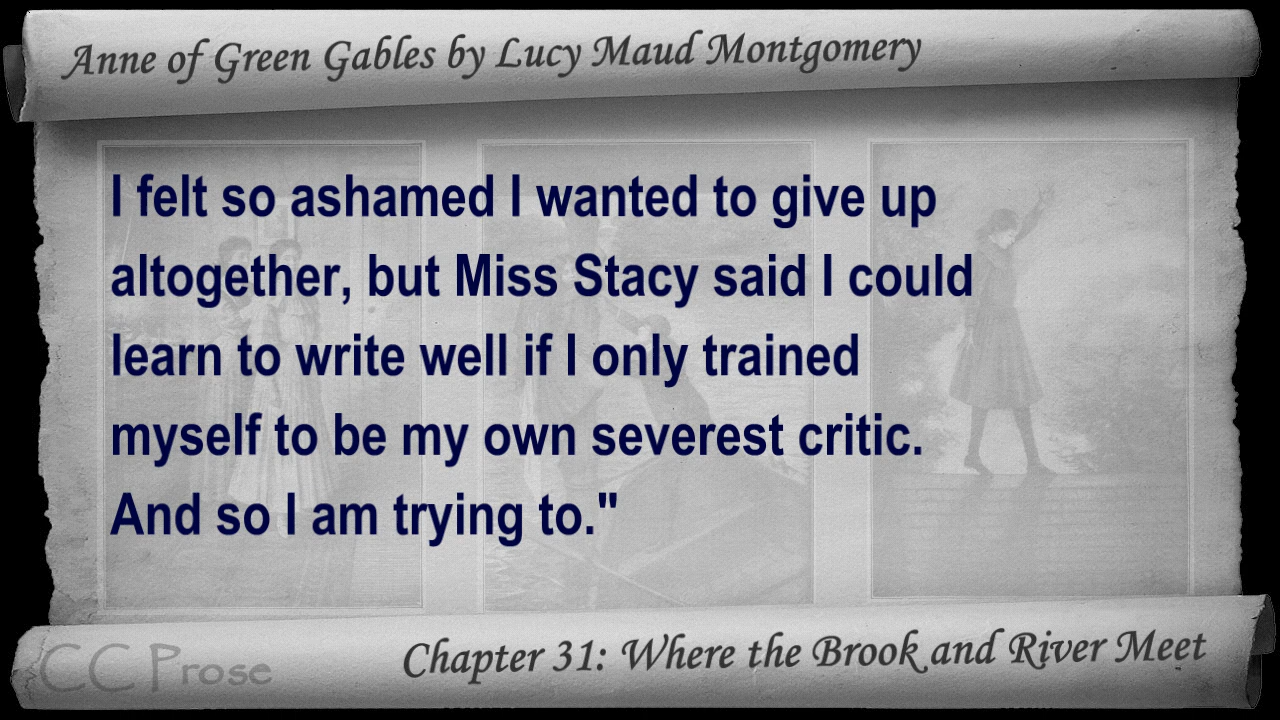 Anne of Green Gables by Lucy Maud Montgomery
I felt so ashamed I wanted to give up
altogether, but Miss Stacy said I could
learn to write well if I only trained
myself to be my own severest critic.
And so I am trying to."
CC Prose
Chapter 31: Where the Brook and River Meet